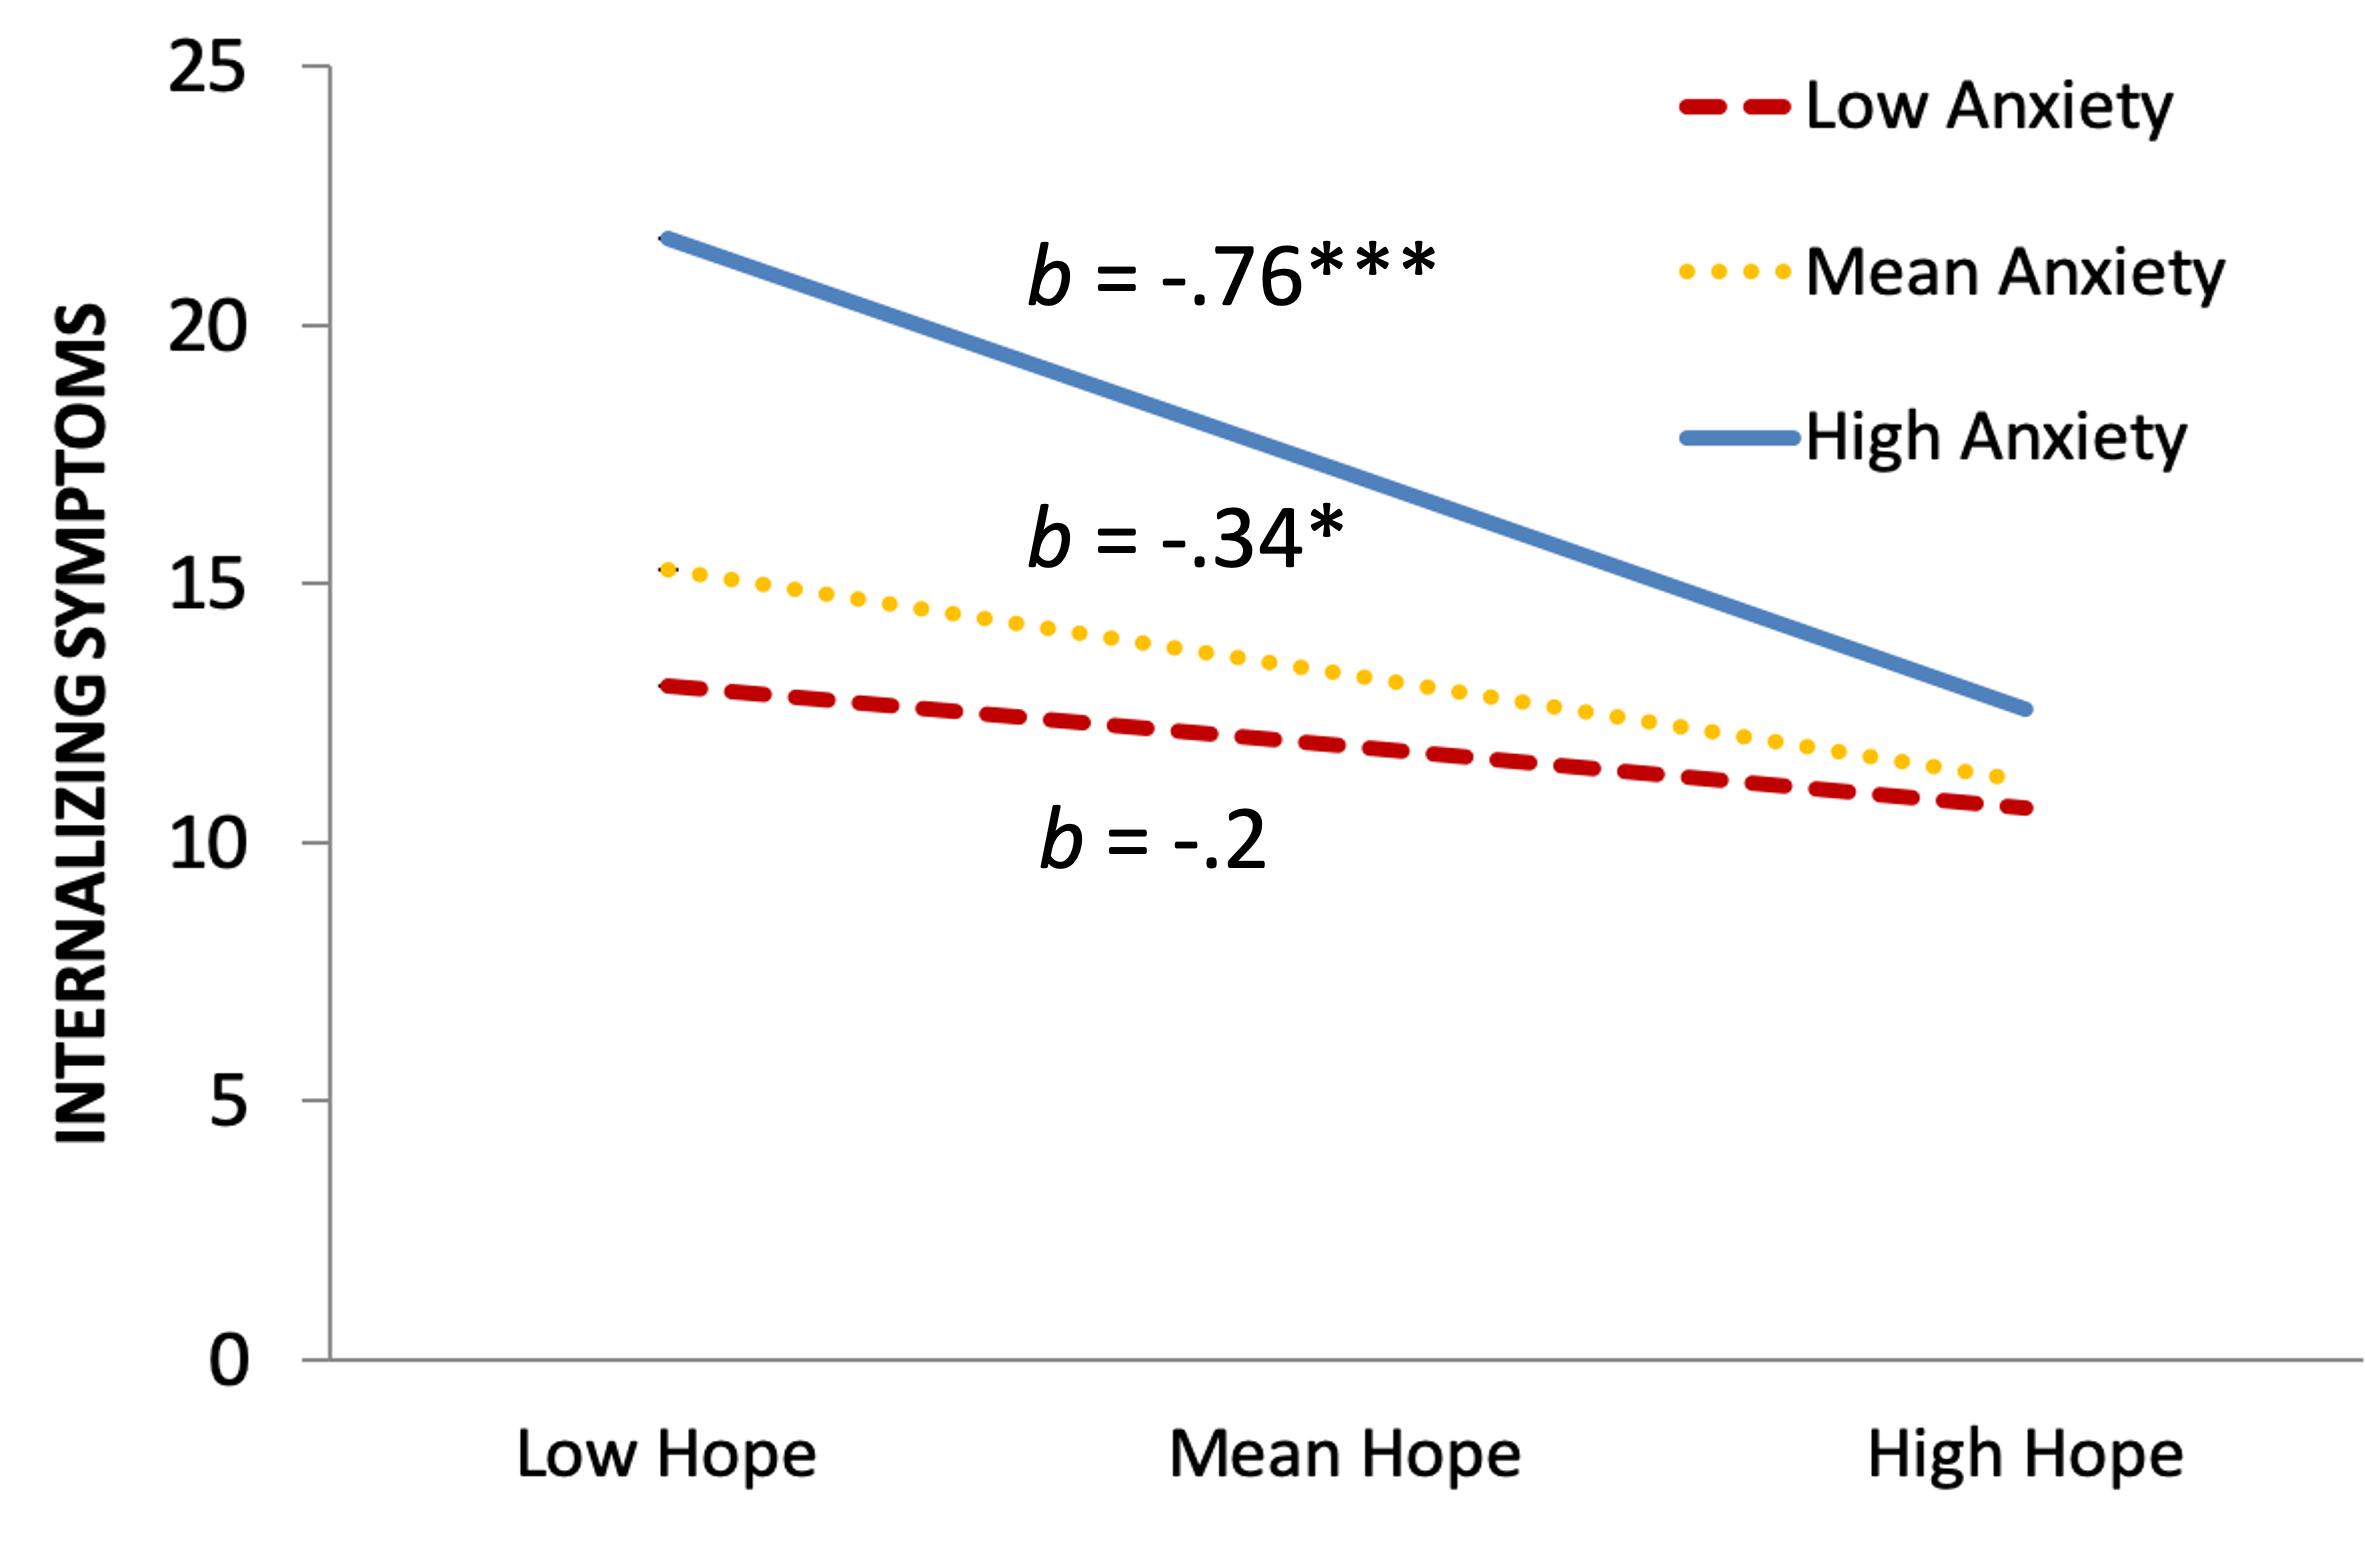 25
20
15
10
5
0
INTERNALIZING SYMPTOMS
Low Anxiety
Mean Anxiety
High Anxiety
b = -.76***
b = -.34*
b = -.2
Low Hope
Mean Hope
High Hope